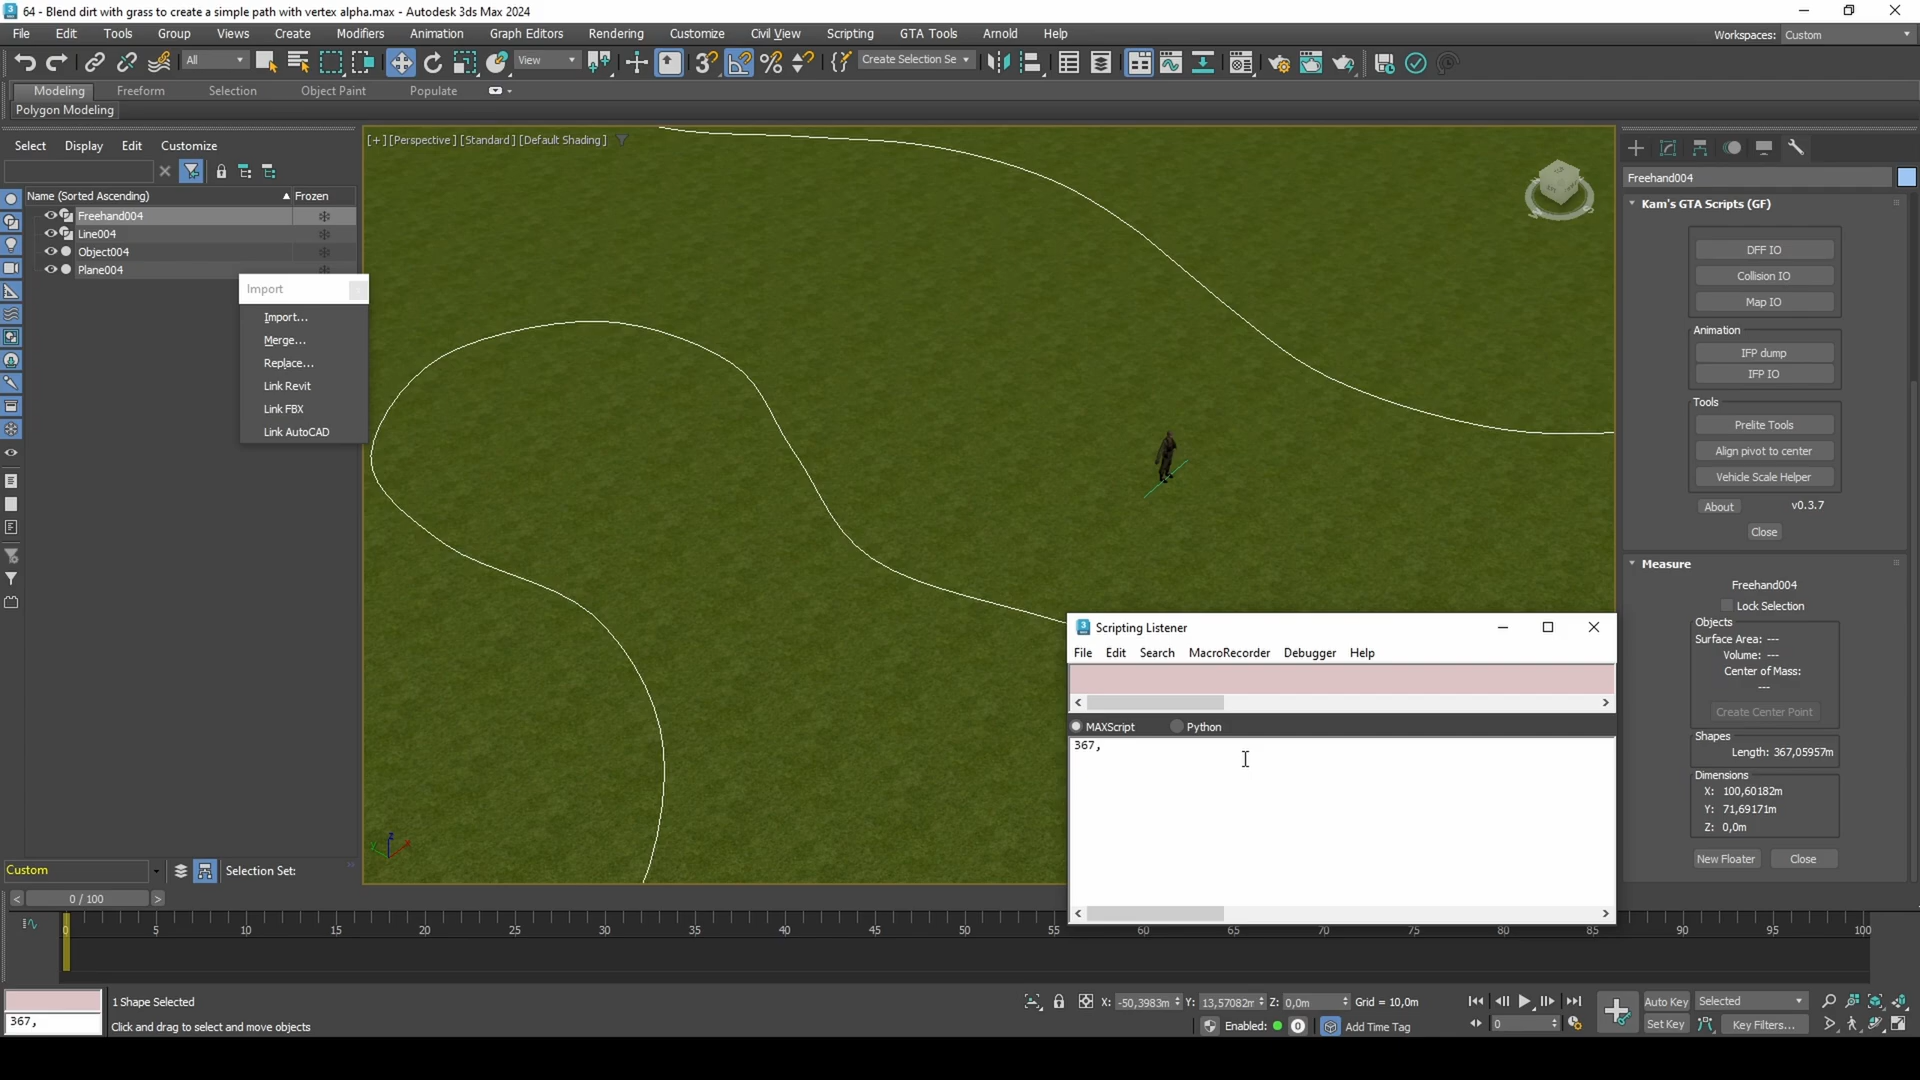 64 - Blend dirt with grass to create a simple path with vertex alpha.max - Autodesk 3ds Max 2024
File Edit Tools Group Views Create Modifiers Animation Graph Editors Rendering Customize Civil View Scripting GTA Tools Arnold Help
Workspaces: Custom
All View Create Selection Se
Modeling Freeform Selection Object Paint Populate
Polygon Modeling
Select Display Edit Customize
Name (Sorted Ascending) Frozen
Freehand004
Line004
Object004
Plane004
Import
Import...
Merge...
Replace...
Link Revit
Link FBX
Link AutoCAD
[+] [Perspective] [Standard] [Default Shading]
Freehand004
Kam's GTA Scripts (GF)
DFF IO
Collision IO
Map IO
Animation
IFP dump
IFP IO
Tools
Prelite Tools
Align pivot to center
Vehicle Scale Helper
About v0.3.7
Close
Measure
Freehand004
Lock Selection
Objects
Surface Area: ---
Volume: ---
Center of Mass:
---
Create Center Point
Shapes
Length: 367,05957m
Dimensions
X: 100,60182m
Y: 71,69171m
Z: 0,0m
New Floater Close
Scripting Listener
File Edit Search MacroRecorder Debugger Help
MAXScript Python
367,
Custom Selection Set:
< 0 / 100 >
0 5 10 15 20 25 30 35 40 45 50 55 60 65 70 75 80 85 90 95 100
1 Shape Selected
367,
Click and drag to select and move objects
X: -50,3983m Y: 13,57082m Z: 0,0m Grid = 10,0m
Enabled: 0 Add Time Tag
0
Auto Key Selected
Set Key Key Filters...